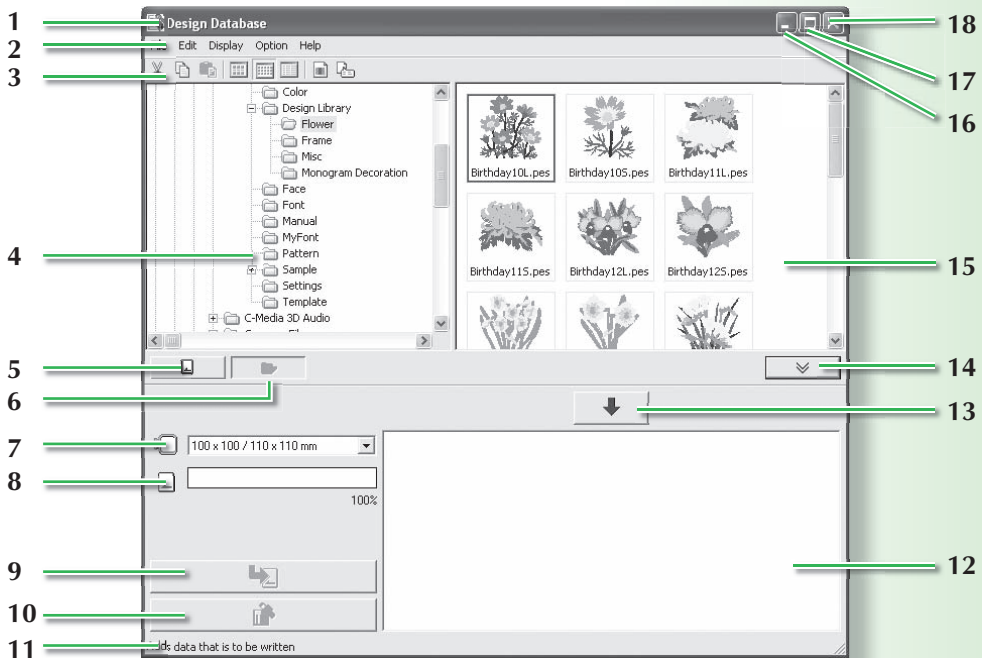 1
Design Database
18
2
File Edit Display Option Help
3
17
16
Color
Design Library
Flower
Frame
Misc
Monogram Decoration
Face
Font
Manual
MyFont
Pattern
Sample
Settings
Template
C-Media 3D Audio
4
Birthday10L.pes Birthday10S.pes Birthday11L.pes
Birthday11S.pes Birthday12L.pes Birthday12S.pes
15
5
14
6
13
7
100 x 100 / 110 x 110 mm
8
100%
9
12
10
11
Adds data that is to be written